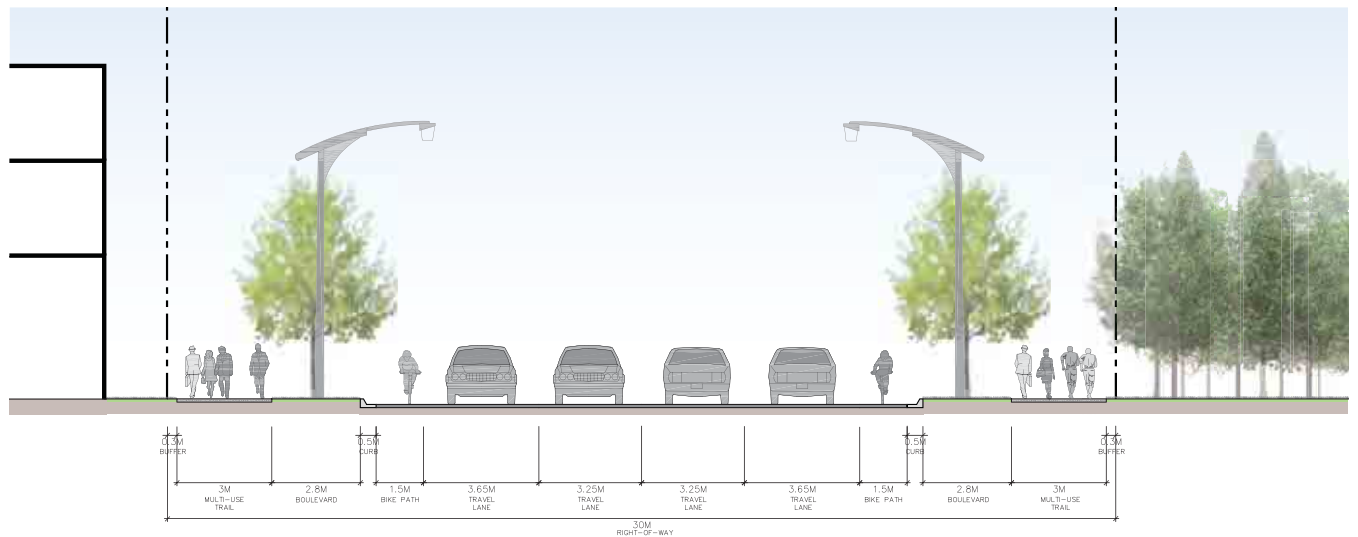 0.3M
BUFFER
3M
MULTI-USE
TRAIL
2.8M
BOULEVARD
0.5M
CURB
1.5M
BIKE PATH
3.65M
TRAVEL
LANE
3.25M
TRAVEL
LANE
3.25M
TRAVEL
LANE
3.65M
TRAVEL
LANE
1.5M
BIKE PATH
0.5M
CURB
2.8M
BOULEVARD
3M
MULTI-USE
TRAIL
0.3M
BUFFER
30M
RIGHT-OF-WAY